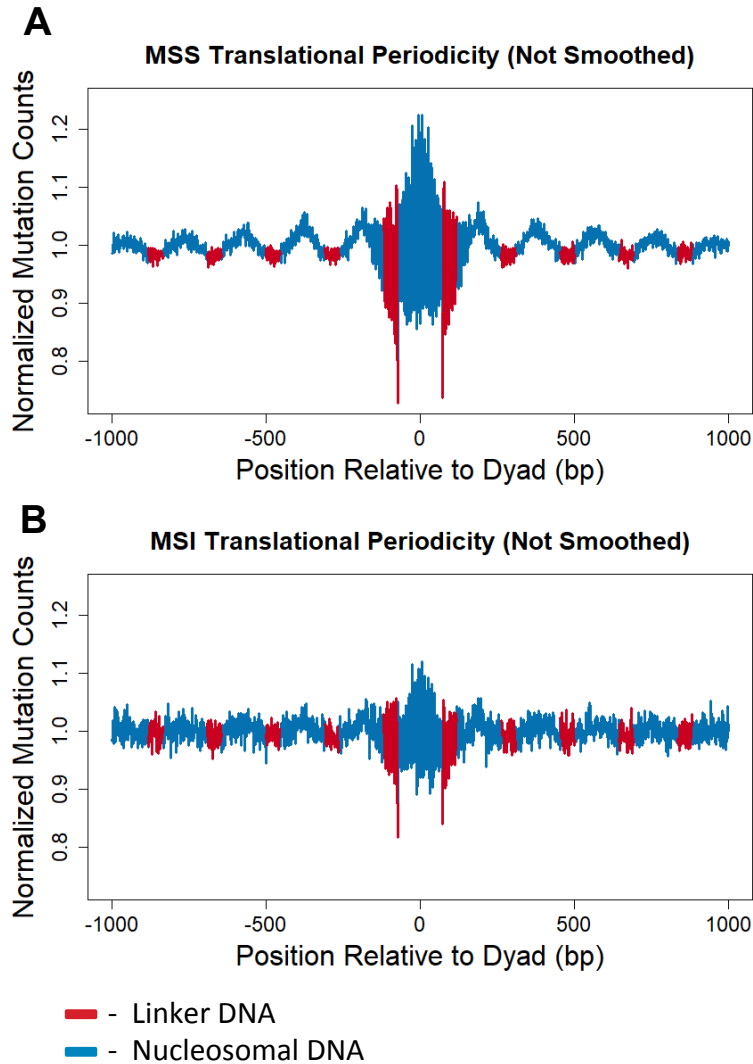 A
MSS Translational Periodicity (Not Smoothed)
Normalized Mutation Counts
1.2
1.1
1.0
0.9
0.8
-1000
-500
0
500
1000
Position Relative to Dyad (bp)
B
MSI Translational Periodicity (Not Smoothed)
Normalized Mutation Counts
1.2
1.1
1.0
0.9
0.8
-1000
-500
0
500
1000
Position Relative to Dyad (bp)
- Linker DNA
- Nucleosomal DNA